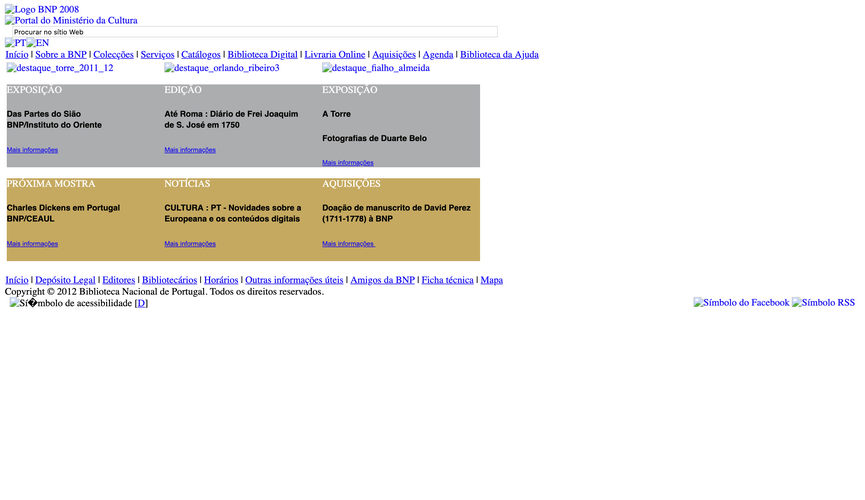 Logo BNP 2008
Portal do Ministério da Cultura
Procurar no sítio Web
PT EN
Início | Sobre a BNP | Colecções | Serviços | Catálogos | Biblioteca Digital | Livraria Online | Aquisições | Agenda | Biblioteca da Ajuda
destaque_torre_2011_12 destaque_orlando_ribeiro3 destaque_fialho_almeida
EXPOSIÇÃO
Das Partes do Sião
BNP/Instituto do Oriente
Mais informações
EDIÇÃO
Até Roma : Diário de Frei Joaquim
de S. José em 1750
Mais informações
EXPOSIÇÃO
A Torre
Fotografias de Duarte Belo
Mais informações
PRÓXIMA MOSTRA
Charles Dickens em Portugal
BNP/CEAUL
Mais informações
NOTÍCIAS
CULTURA : PT - Novidades sobre a
Europeana e os conteúdos digitais
Mais informações
AQUISIÇÕES
Doação de manuscrito de David Perez
(1711-1778) à BNP
Mais informações
Início | Depósito Legal | Editores | Bibliotecários | Horários | Outras informações úteis | Amigos da BNP | Ficha técnica | Mapa
Copyright © 2012 Biblioteca Nacional de Portugal. Todos os direitos reservados.
Sí�mbolo de acessibilidade [D] Símbolo do Facebook Símbolo RSS